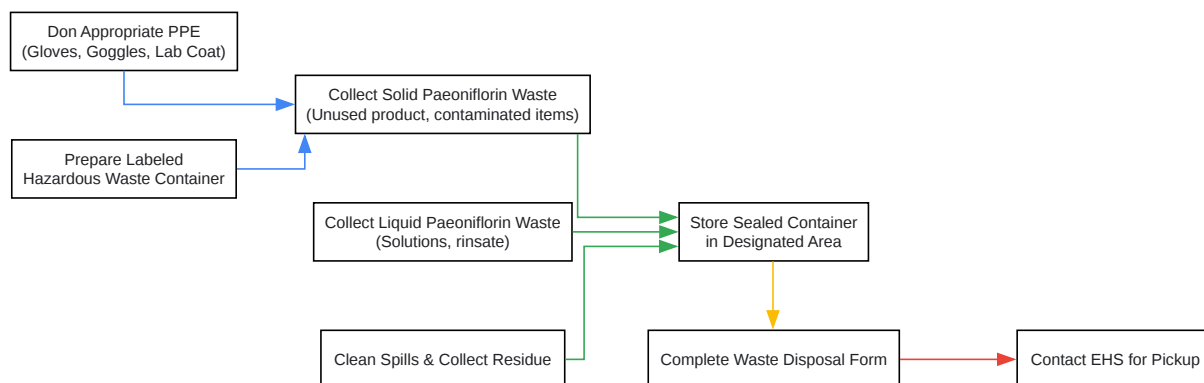 Don Appropriate PPE
(Gloves, Goggles, Lab Coat)
Collect Solid Paeoniflorin Waste
(Unused product, contaminated items)
Prepare Labeled
Hazardous Waste Container
Collect Liquid Paeoniflorin Waste
(Solutions, rinsate)
Store Sealed Container
in Designated Area
Clean Spills & Collect Residue
Complete Waste Disposal Form
Contact EHS for Pickup